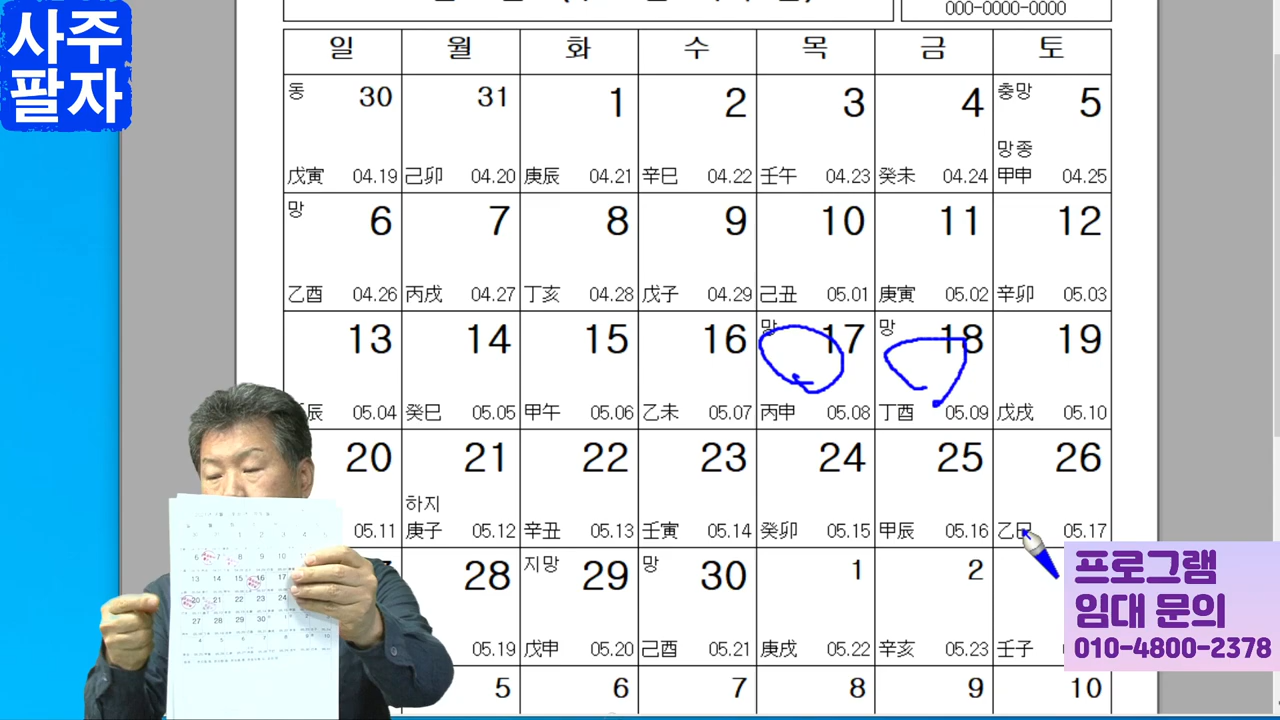 사주
팔자
000-0000-0000
일 월 화 수 목 금 토
동 30 31 1 2 3 4 충망 5
망종
戊寅 04.19 己卯 04.20 庚辰 04.21 辛巳 04.22 壬午 04.23 癸未 04.24 甲申 04.25
망 6 7 8 9 10 11 12
乙酉 04.26 丙戌 04.27 丁亥 04.28 戊子 04.29 己丑 05.01 庚寅 05.02 辛卯 05.03
13 14 15 16 망 17 망 18 19
辰 05.04 癸巳 05.05 甲午 05.06 乙未 05.07 丙申 05.08 丁酉 05.09 戊戌 05.10
20 21 22 23 24 25 26
하지
05.11 庚子 05.12 辛丑 05.13 壬寅 05.14 癸卯 05.15 甲辰 05.16 乙巳 05.17
28 지망 29 망 30 1 2
05.19 戊申 05.20 己酉 05.21 庚戌 05.22 辛亥 05.23 壬子
5 6 7 8 9 10
프로그램
임대 문의
010-4800-2378